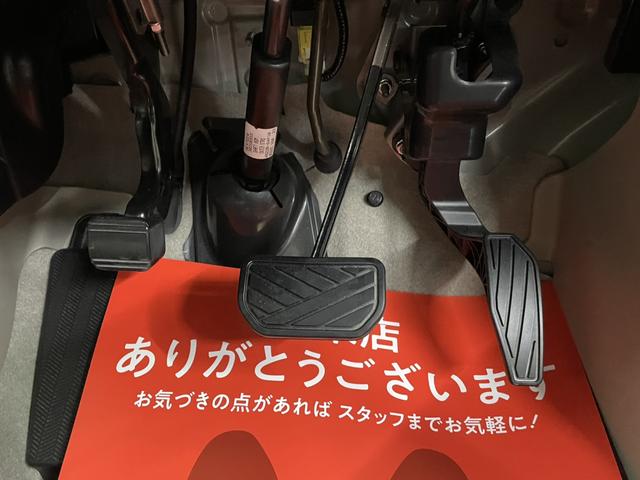 店
ありがとうございます
お気づきの点があれば スタッフまでお気軽に!